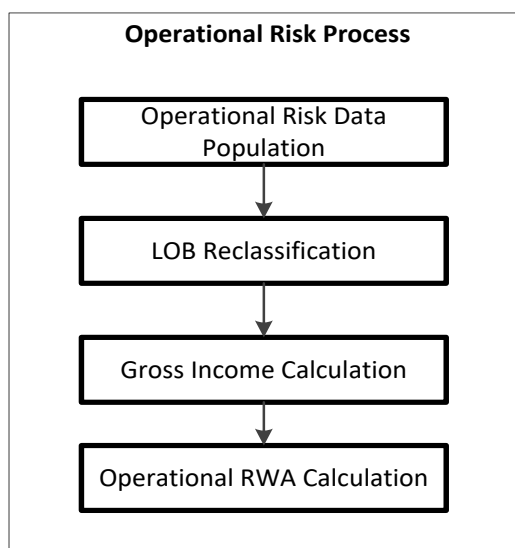 Operational Risk Process
Operational Risk Data
Population
LOB Reclassification
Gross Income Calculation
Operational RWA Calculation